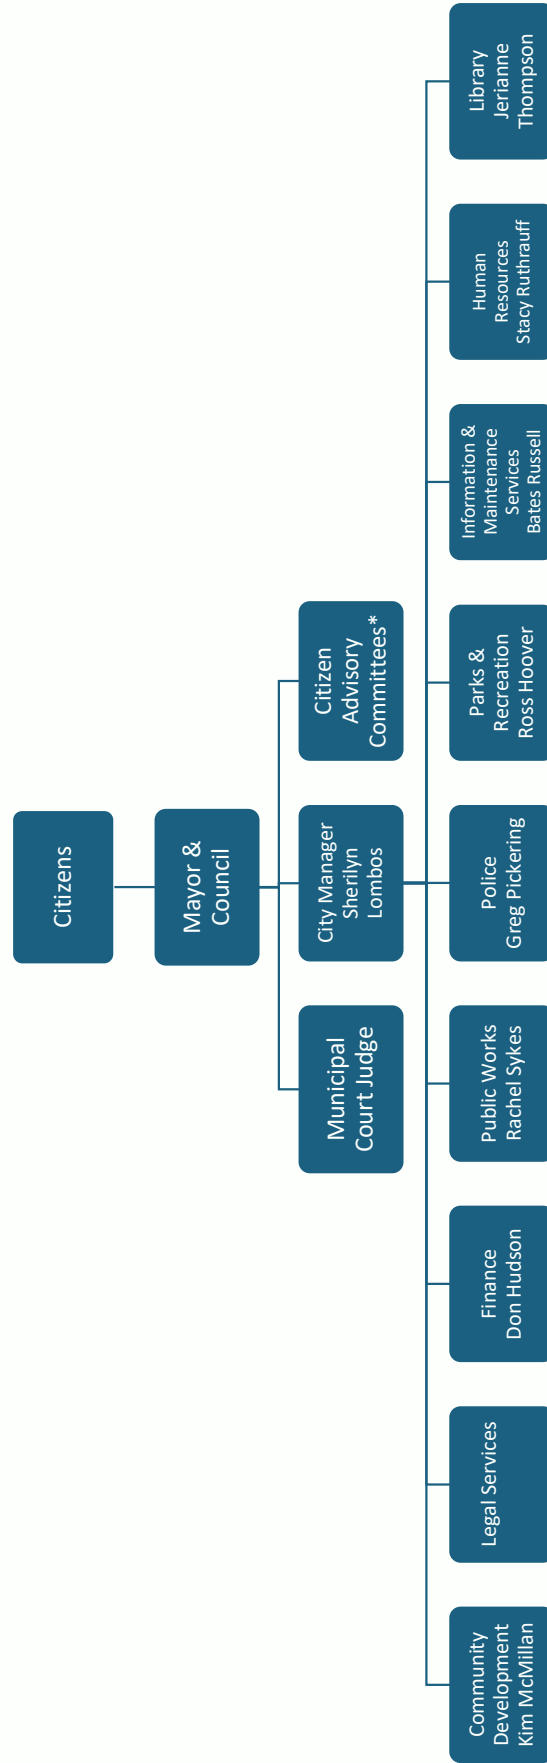 Citizens
Mayor &
Council
Municipal
Court Judge
City Manager
Sherilyn
Lombos
Citizen
Advisory
Committees*
Community
Development
Kim McMillan
Legal Services
Finance
Don Hudson
Public Works
Rachel Sykes
Police
Greg Pickering
Parks &
Recreation
Ross Hoover
Information &
Maintenance
Services
Bates Russell
Human
Resources
Stacy Ruthrauff
Library
Jerianne
Thompson